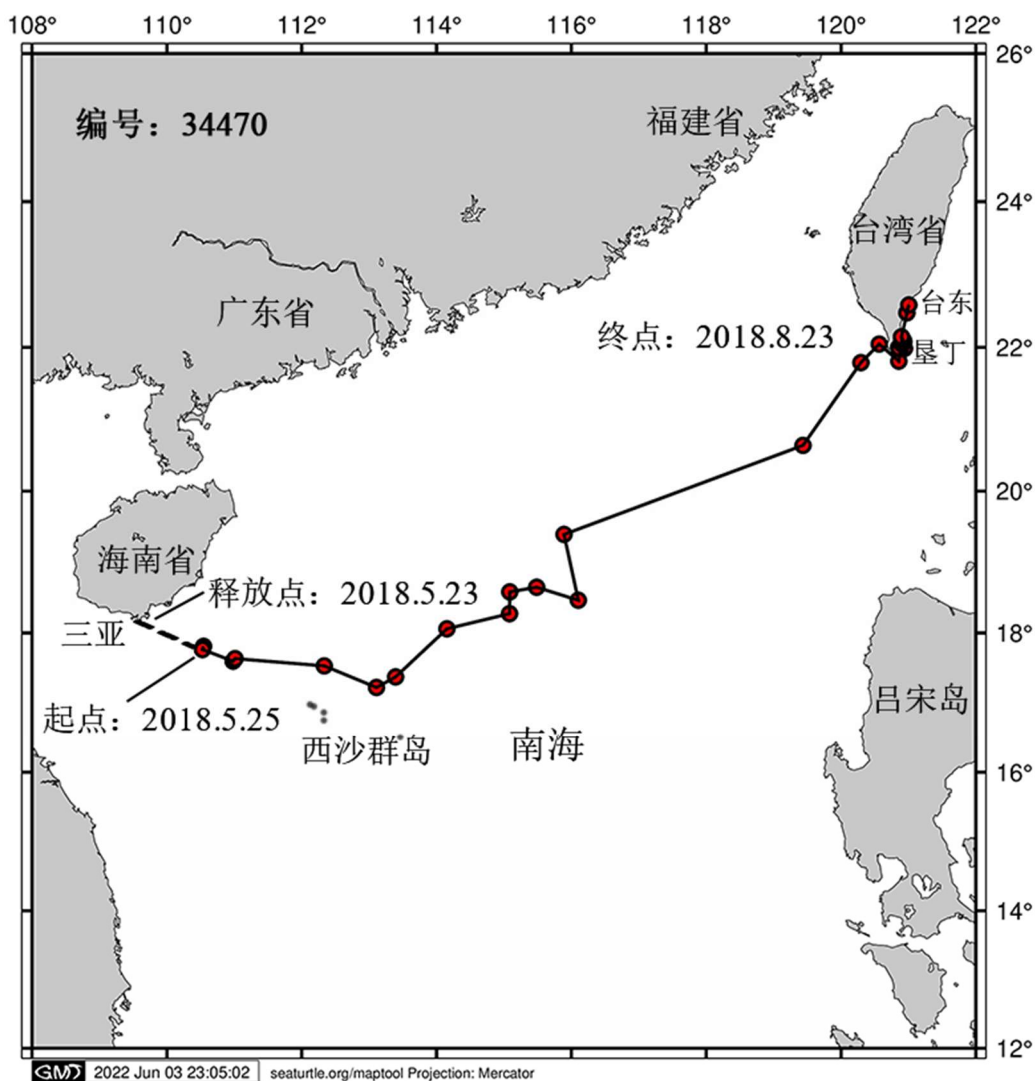 108° 110° 112° 114° 116° 118° 120° 122°
26°
编号：34470
福建省
24°
台湾省
广东省
台东
终点：2018.8.23
22°
垦丁
20°
海南省
释放点：2018.5.23
18°
三亚
起点：2018.5.25
吕宋岛
西沙群岛
南海
16°
14°
12°
GMT 2022 Jun 03 23:05:02 seaturtle.org/maptool Projection: Mercator